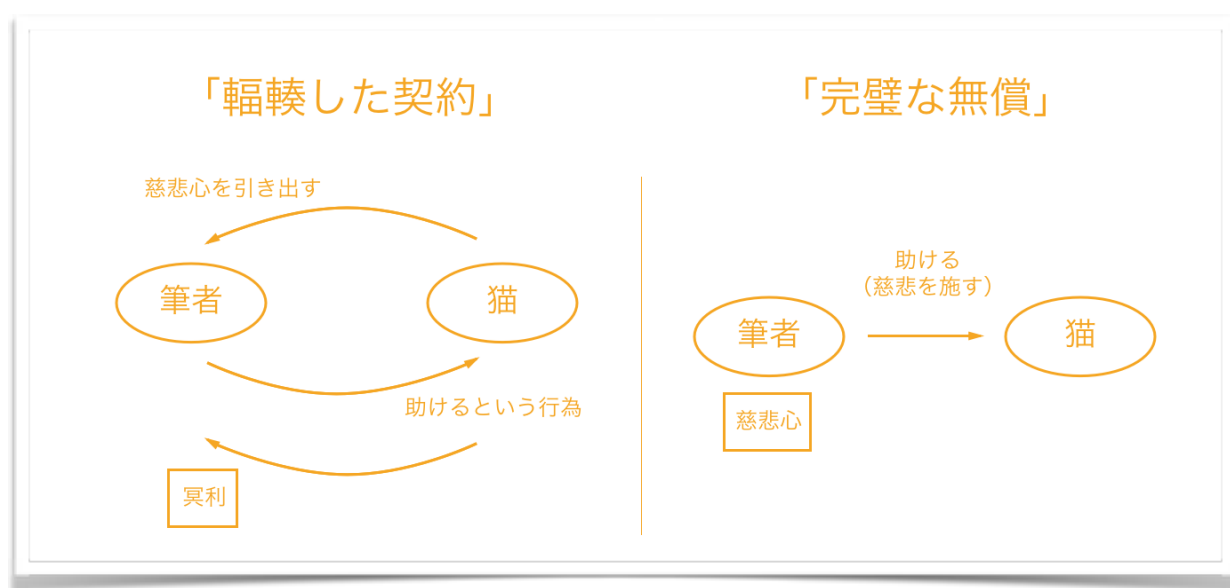 「輻輳した契約」
慈悲心を引き出す
筆者
猫
助けるという行為
冥利
「完璧な無償」
助ける
（慈悲を施す）
筆者
猫
慈悲心